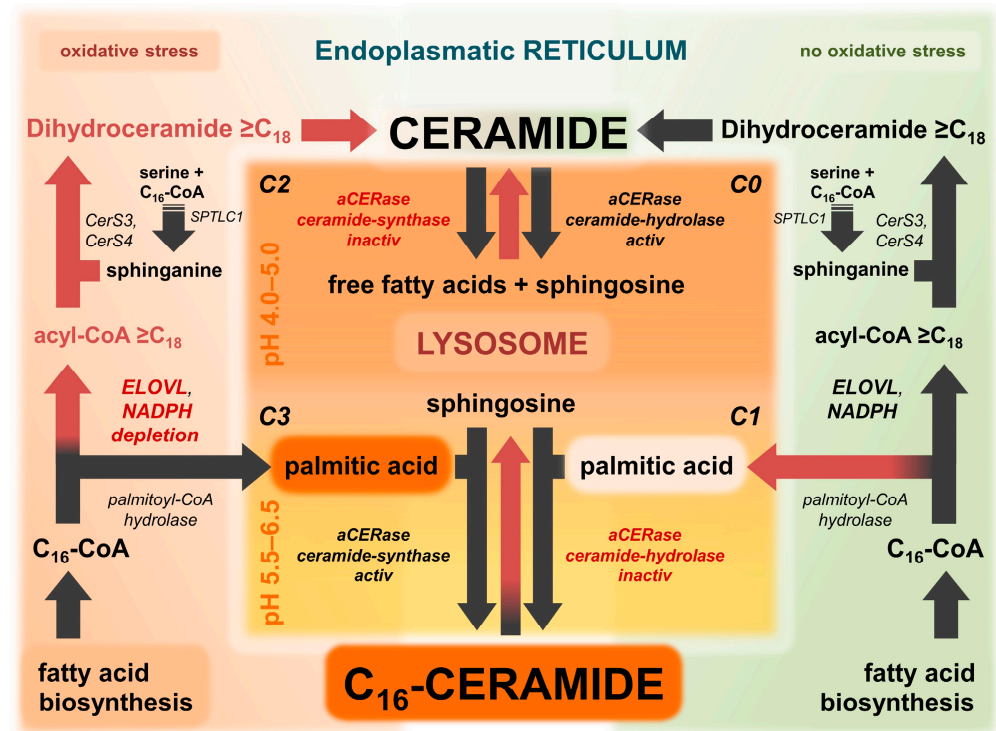 oxidative stress
Endoplasmatic RETICULUM
no oxidative stress
Dihydroceramide ≥C18
CERAMIDE
Dihydroceramide ≥C18
serine +
C16-CoA
SPTLC1
CerS3,
CerS4
sphinganine
acyl-CoA ≥C18
ELOVL,
NADPH
depletion
palmitoyl-CoA
hydrolase
C16-CoA
fatty acid
biosynthesis
C2
aCERase
ceramide-synthase
inactiv
aCERase
ceramide-hydrolase
activ
C0
pH 4.0–5.0
free fatty acids + sphingosine
LYSOSOME
sphingosine
C3
C1
palmitic acid
palmitic acid
pH 5.5–6.5
aCERase
ceramide-synthase
activ
aCERase
ceramide-hydrolase
inactiv
C16-CERAMIDE
serine +
C16-CoA
SPTLC1
CerS3,
CerS4
sphinganine
acyl-CoA ≥C18
ELOVL,
NADPH
palmitoyl-CoA
hydrolase
C16-CoA
fatty acid
biosynthesis